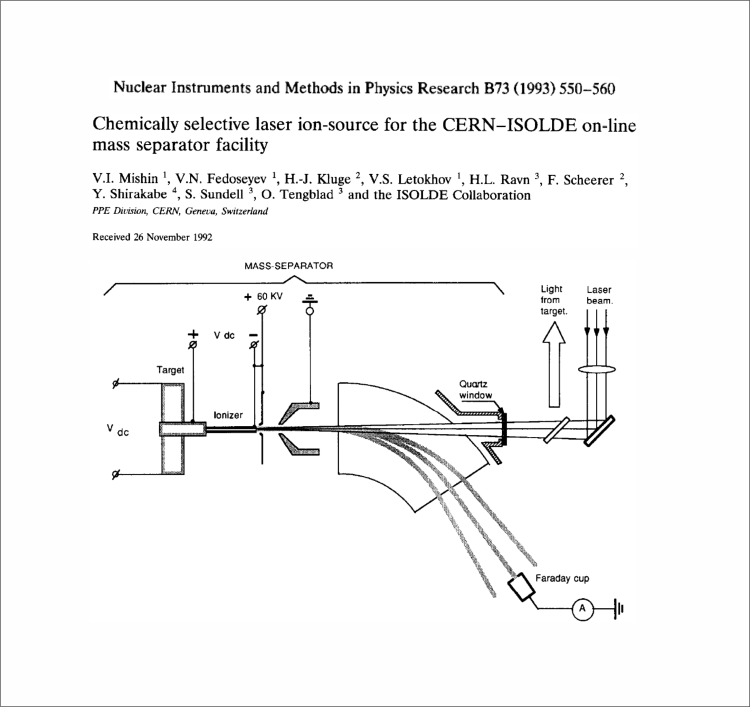 Nuclear Instruments and Methods in Physics Research B73 (1993) 550–560
Chemically selective laser ion-source for the CERN–ISOLDE on-line
mass separator facility
V.I. Mishin ¹, V.N. Fedoseyev ¹, H.-J. Kluge ², V.S. Letokhov ¹, H.L. Ravn ³, F. Scheerer ²,
Y. Shirakabe ⁴, S. Sundell ³, O. Tengblad ³ and the ISOLDE Collaboration
PPE Division, CERN, Geneva, Switzerland
Received 26 November 1992
MASS-SEPARATOR
+ 60 KV
Light
from
target.
Laser
beam.
+ V dc −
Target
Quartz
window
Ionizer
V dc
Faraday cup
A